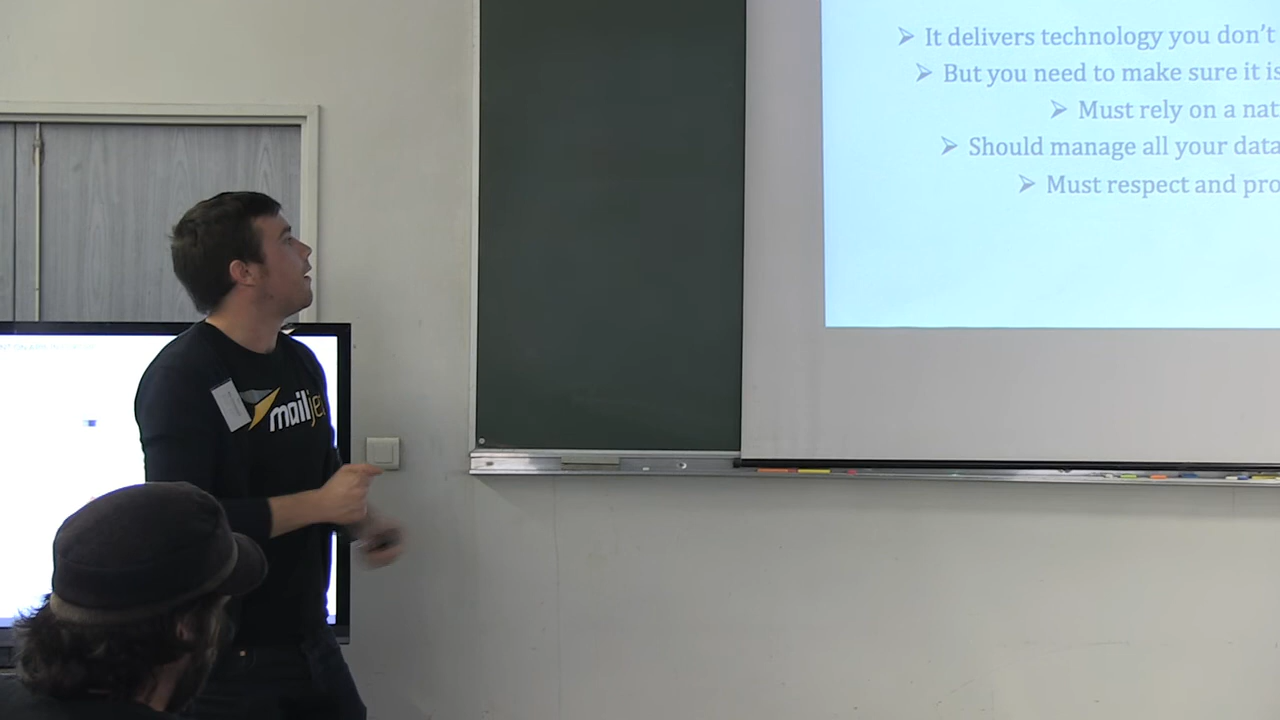 ➢ It delivers technology you don't
➢ But you need to make sure it is
➢ Must rely on a nat
➢ Should manage all your data
➢ Must respect and pro
mailjet